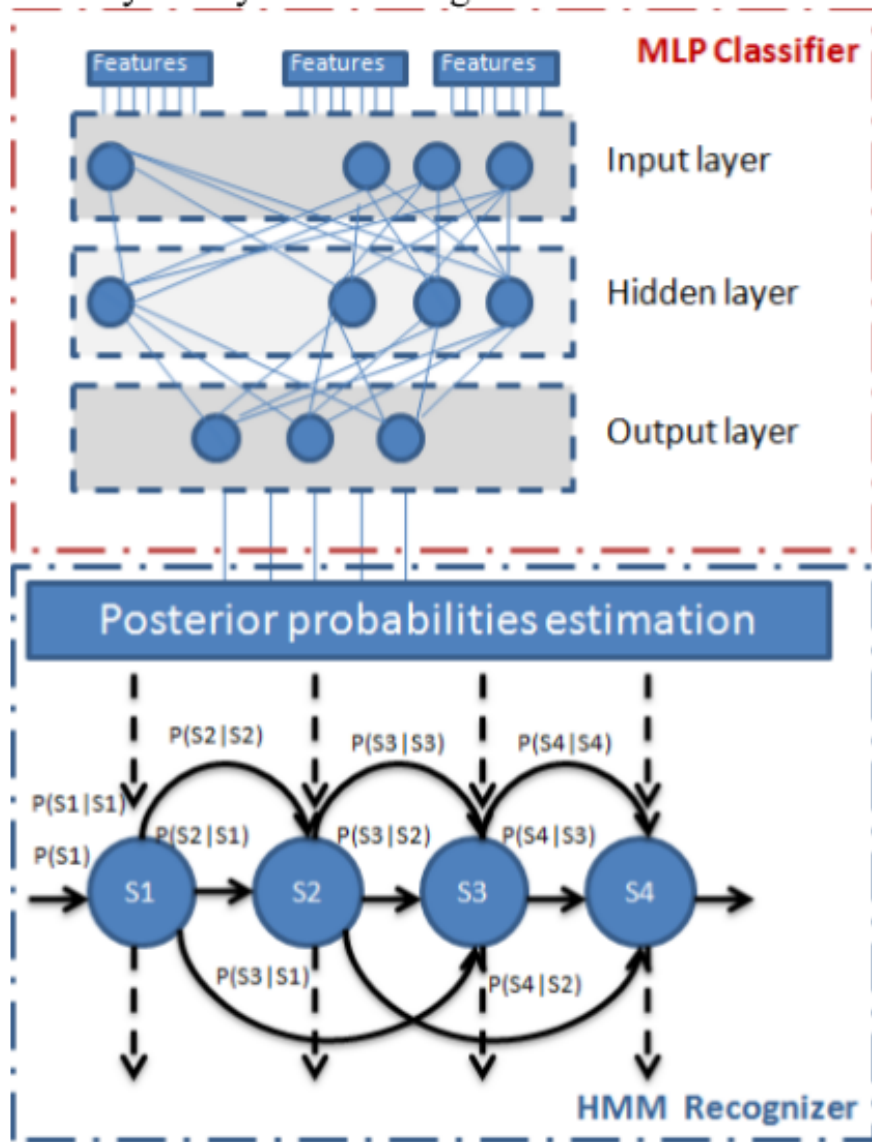 MLP Classifier
Features Features Features
Input layer
Hidden layer
Output layer
Posterior probabilities estimation
P(S2|S2) P(S3|S3) P(S4|S4)
P(S1|S1)
P(S2|S1) P(S3|S2) P(S4|S3)
P(S1)
S1 S2 S3 S4
P(S3|S1) P(S4|S2)
HMM Recognizer